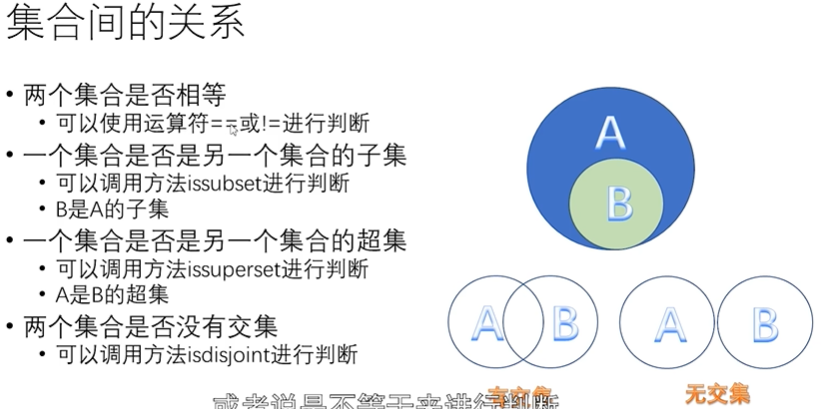 集合间的关系
• 两个集合是否相等
• 可以使用运算符==或!=进行判断
• 一个集合是否是另一个集合的子集
• 可以调用方法issubset进行判断
• B是A的子集
• 一个集合是否是另一个集合的超集
• 可以调用方法issuperset进行判断
• A是B的超集
• 两个集合是否没有交集
• 可以调用方法isdisjoint进行判断
A
B
A B
A B
无交集
或者说是不等于来进行判断